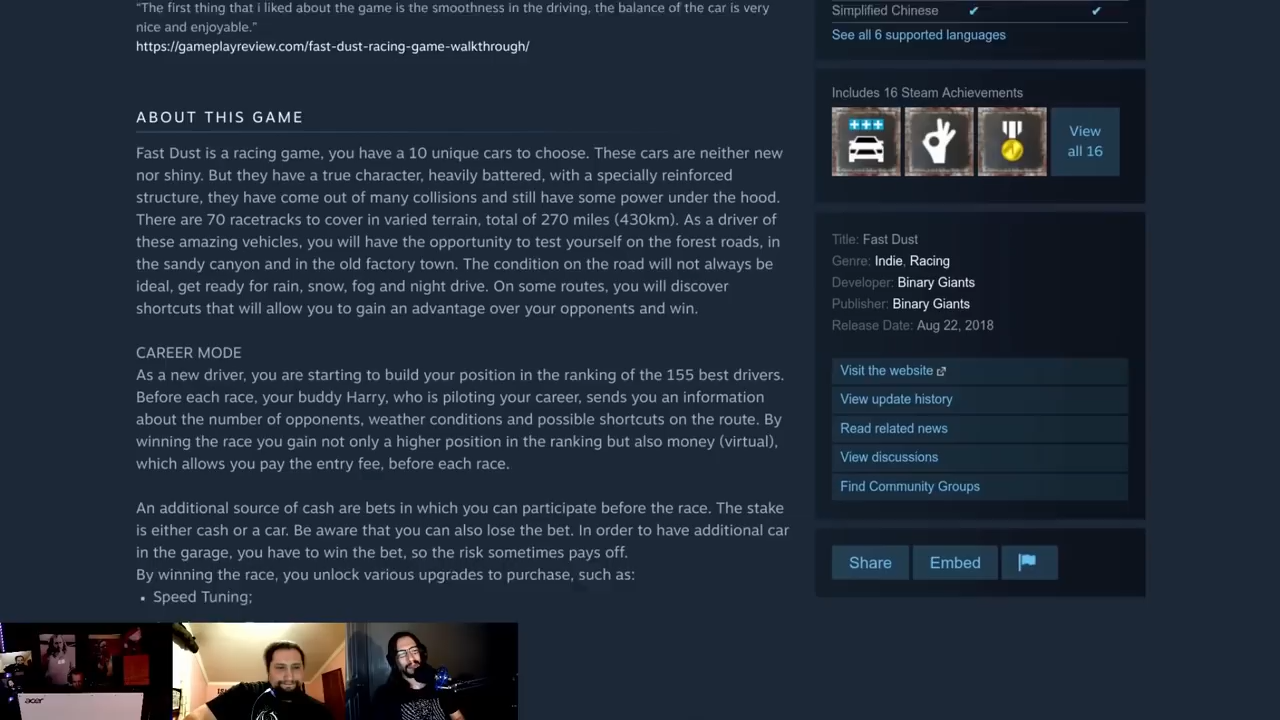 “The first thing that i liked about the game is the smoothness in the driving, the balance of the car is very
nice and enjoyable.”
https://gameplayreview.com/fast-dust-racing-game-walkthrough/
ABOUT THIS GAME
Fast Dust is a racing game, you have a 10 unique cars to choose. These cars are neither new
nor shiny. But they have a true character, heavily battered, with a specially reinforced
structure, they have come out of many collisions and still have some power under the hood.
There are 70 racetracks to cover in varied terrain, total of 270 miles (430km). As a driver of
these amazing vehicles, you will have the opportunity to test yourself on the forest roads, in
the sandy canyon and in the old factory town. The condition on the road will not always be
ideal, get ready for rain, snow, fog and night drive. On some routes, you will discover
shortcuts that will allow you to gain an advantage over your opponents and win.
CAREER MODE
As a new driver, you are starting to build your position in the ranking of the 155 best drivers.
Before each race, your buddy Harry, who is piloting your career, sends you an information
about the number of opponents, weather conditions and possible shortcuts on the route. By
winning the race you gain not only a higher position in the ranking but also money (virtual),
which allows you pay the entry fee, before each race.
An additional source of cash are bets in which you can participate before the race. The stake
is either cash or a car. Be aware that you can also lose the bet. In order to have additional car
in the garage, you have to win the bet, so the risk sometimes pays off.
By winning the race, you unlock various upgrades to purchase, such as:
• Speed Tuning;
Simplified Chinese ✔ ✔
See all 6 supported languages
Includes 16 Steam Achievements
View
all 16
Title: Fast Dust
Genre: Indie, Racing
Developer: Binary Giants
Publisher: Binary Giants
Release Date: Aug 22, 2018
Visit the website
View update history
Read related news
View discussions
Find Community Groups
Share
Embed
acer